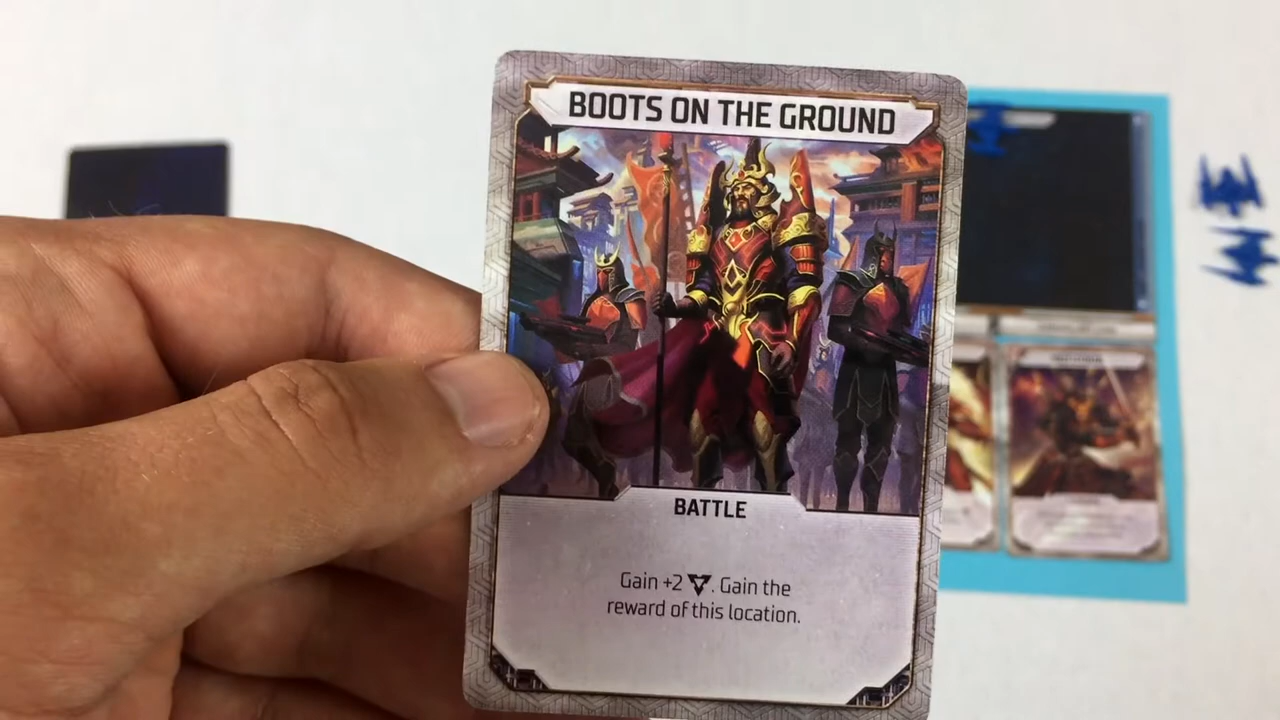 BOOTS ON THE GROUND
BATTLE
Gain +2 . Gain the
reward of this location.